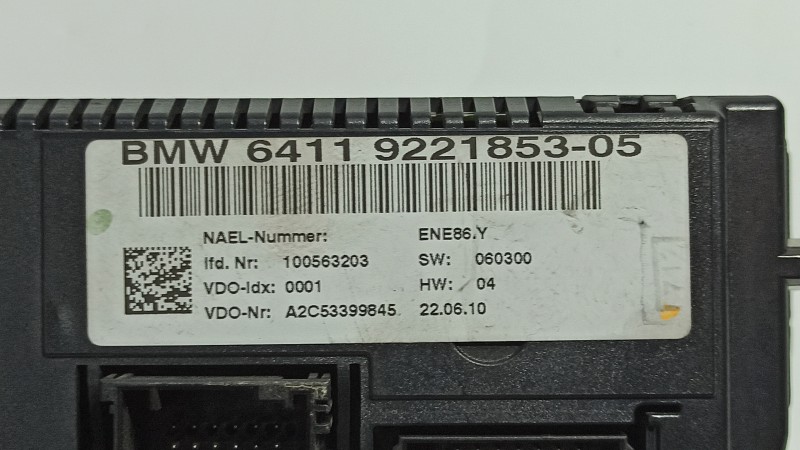 BMW 6411 9221853-05
NAEL-Nummer: ENE86.Y
lfd. Nr: 100563203 SW: 060300
VDO-Idx: 0001 HW: 04
VDO-Nr: A2C53399845 22.06.10